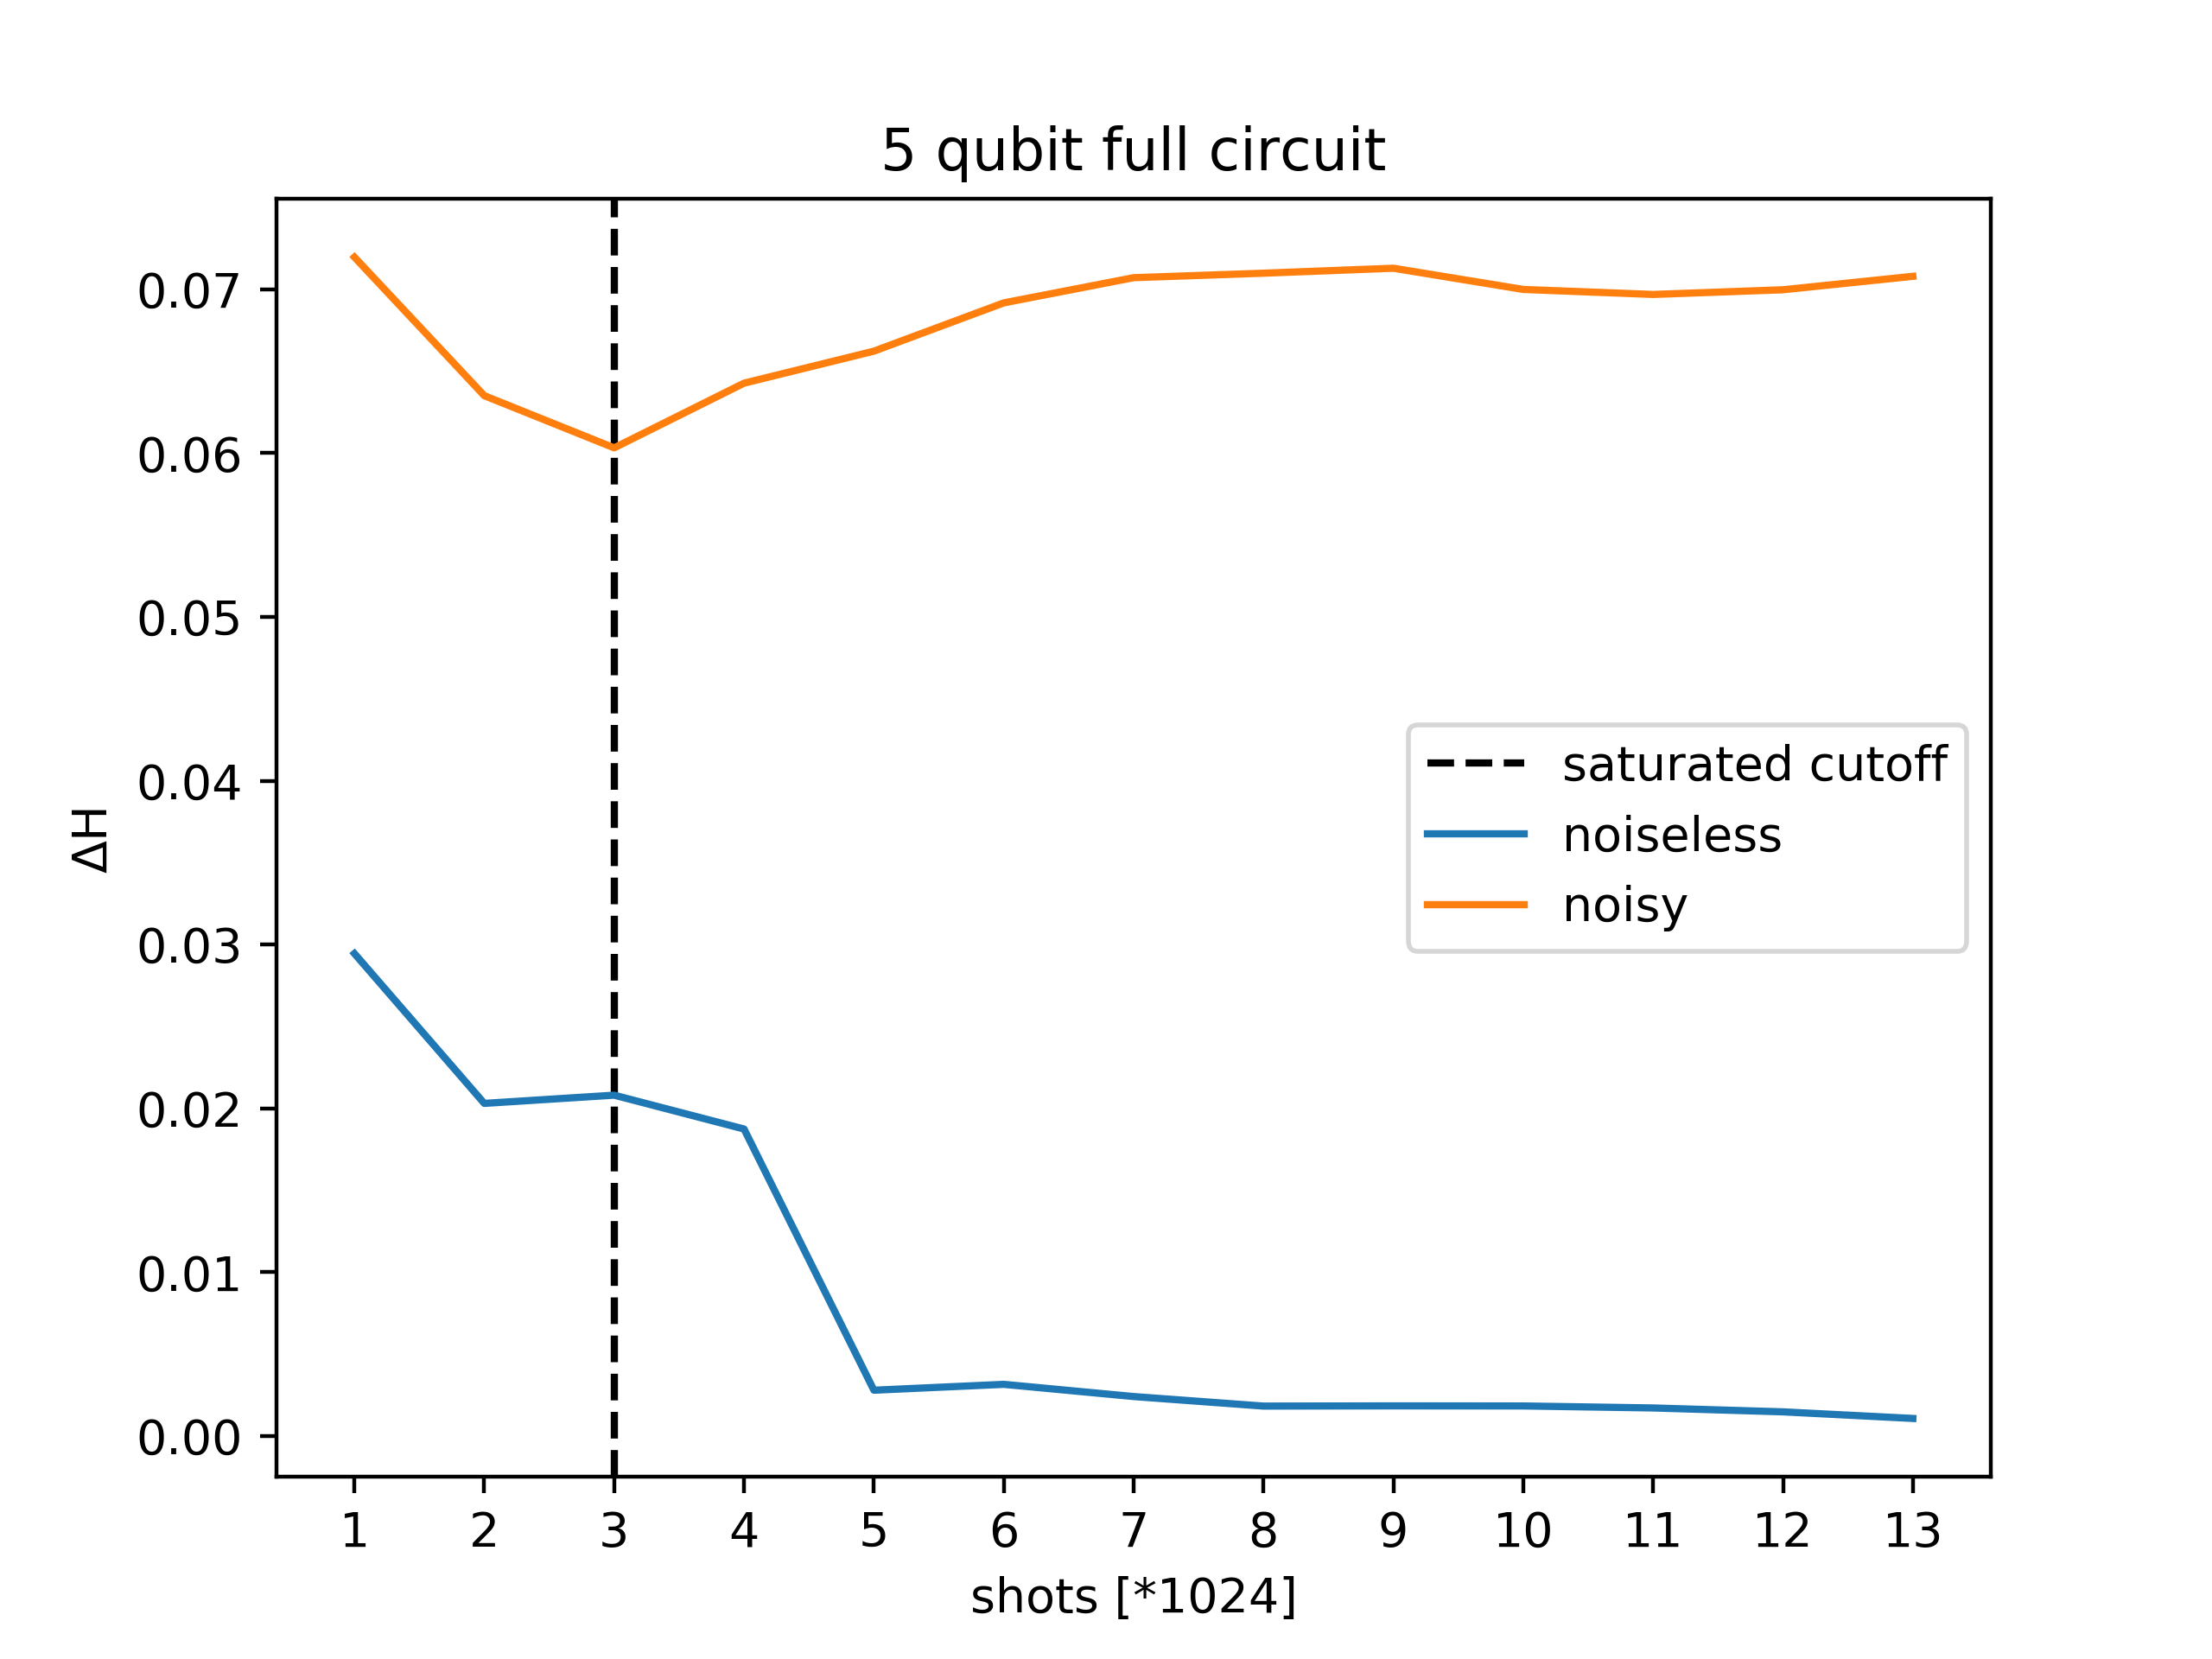 5 qubit full circuit
0.07
0.06
0.05
0.04
0.03
0.02
0.01
0.00
ΔH
saturated cutoff
noiseless
noisy
1 2 3 4 5 6 7 8 9 10 11 12 13
shots [*1024]